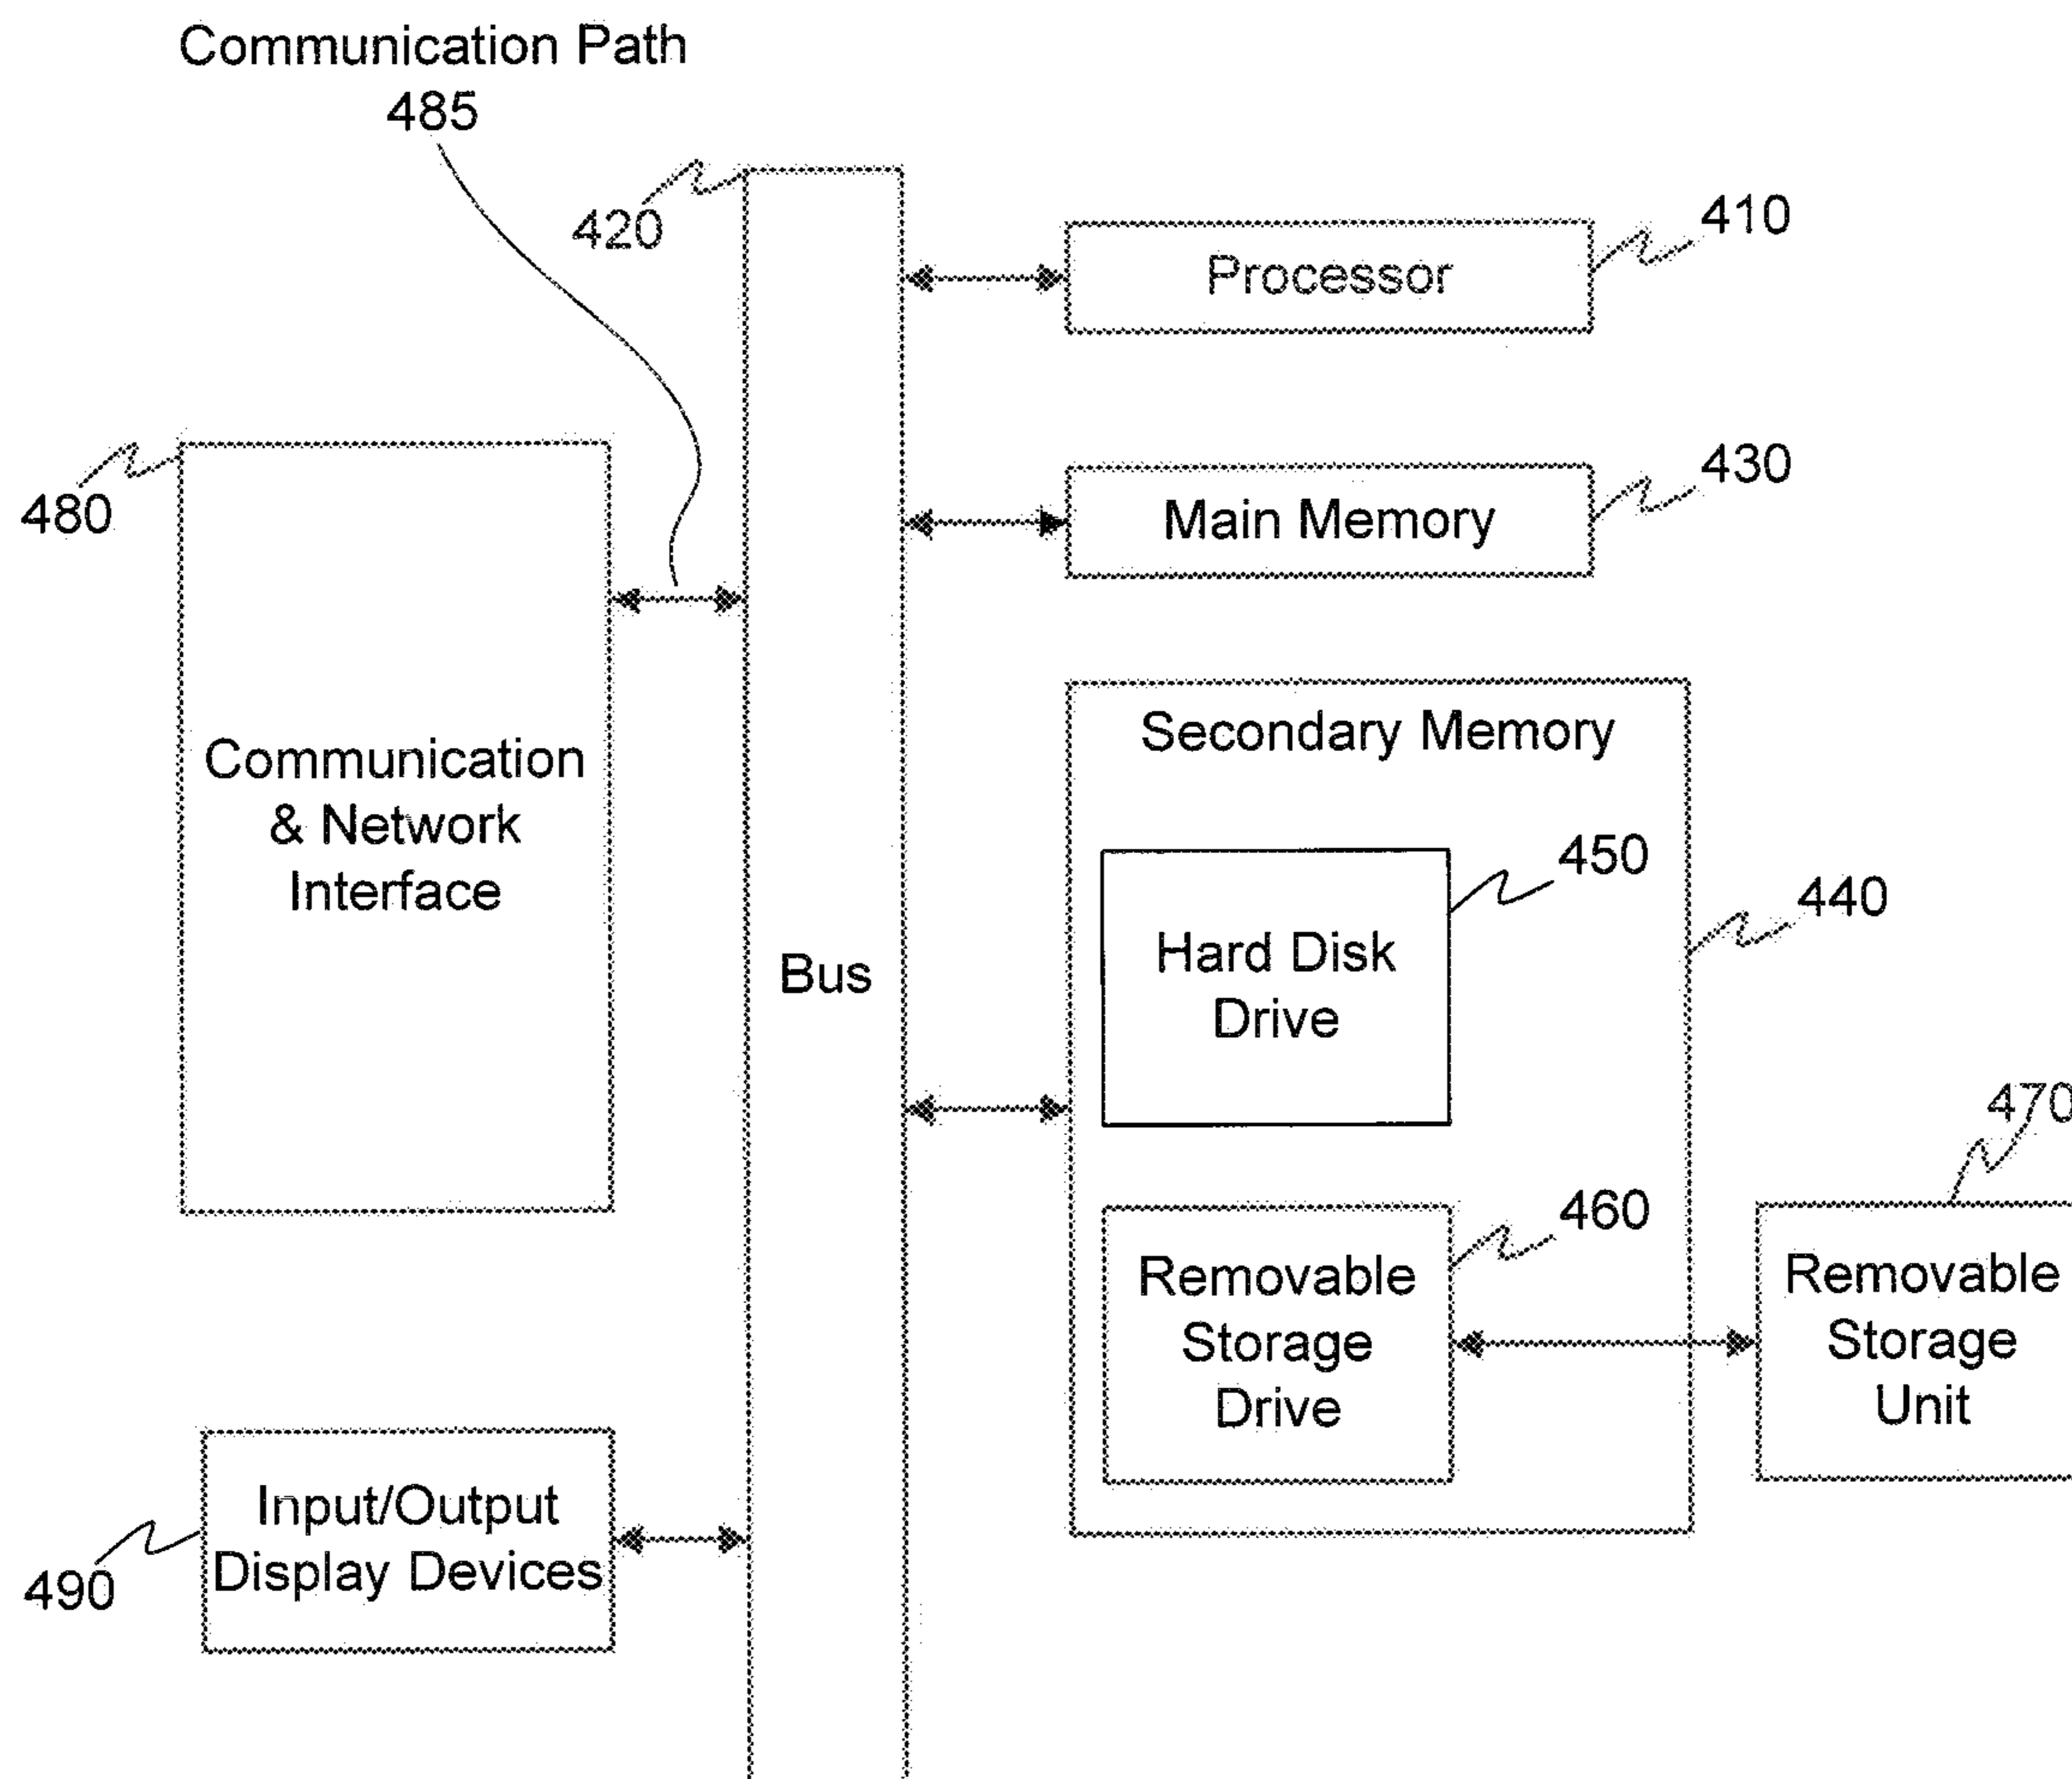 Communication Path
485
420
410
Processor
480
430
Main Memory
Secondary Memory
Communication
& Network
Interface
450
440
Hard Disk
Drive
Bus
470
460
Removable
Storage
Drive
Removable
Storage
Unit
Input/Output
Display Devices
490